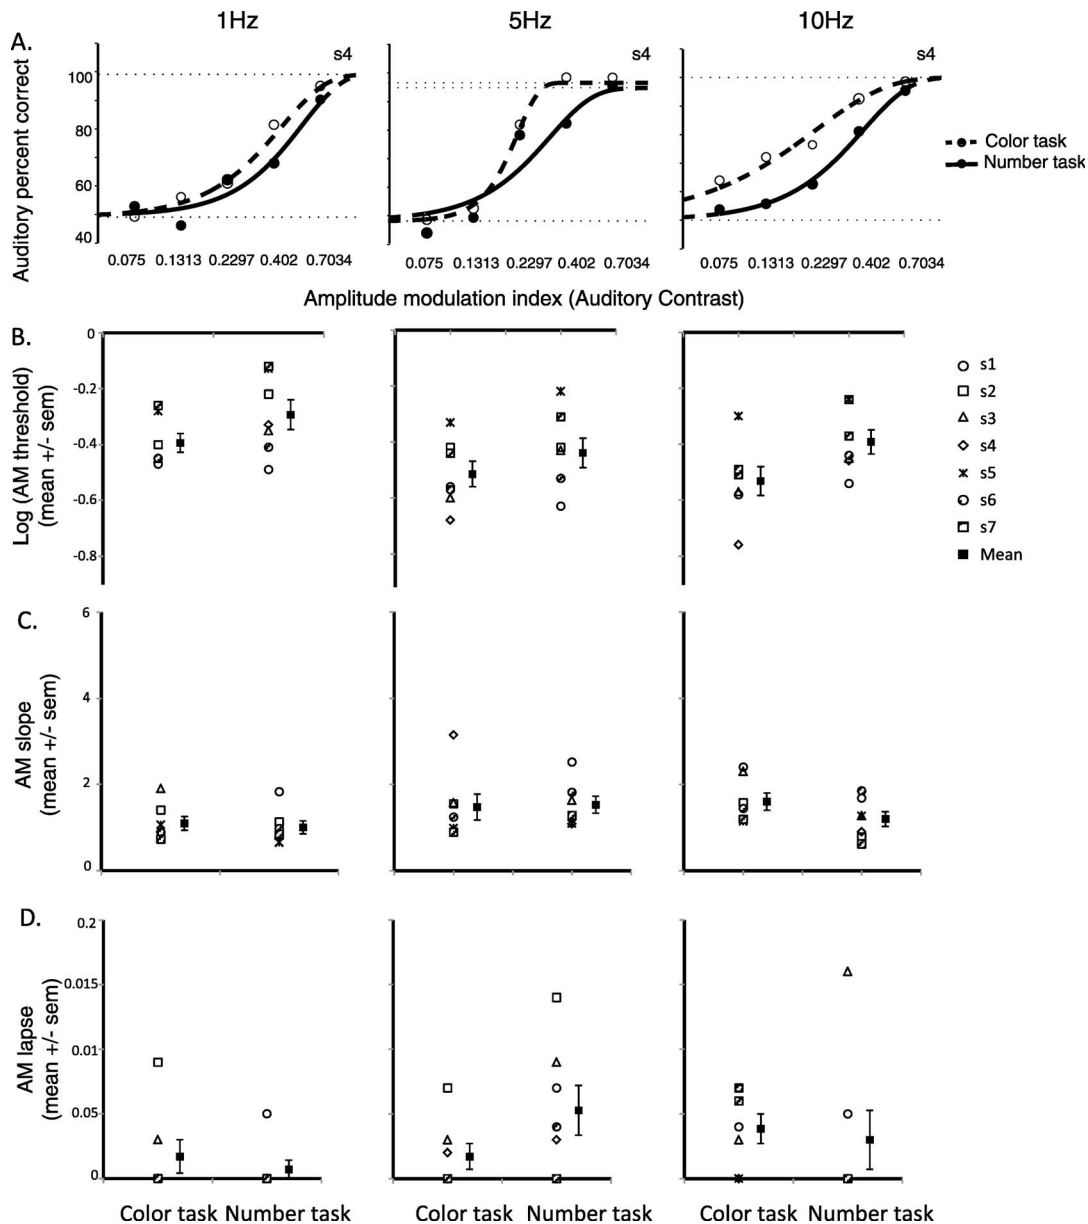 1Hz 5Hz 10Hz
A.
s4 s4 s4
Auditory percent correct
100
80
60
40
Color task
Number task
0.075 0.1313 0.2297 0.402 0.7034 0.075 0.1313 0.2297 0.402 0.7034 0.075 0.1313 0.2297 0.402 0.7034
Amplitude modulation index (Auditory Contrast)
B.
Log (AM threshold)
(mean +/- sem)
0
-0.2
-0.4
-0.6
-0.8
s1
s2
s3
s4
s5
s6
s7
Mean
C.
AM slope
(mean +/- sem)
6
4
2
0
D.
AM lapse
(mean +/- sem)
0.2
0.015
0.01
0.05
0
Color task Number task Color task Number task Color task Number task